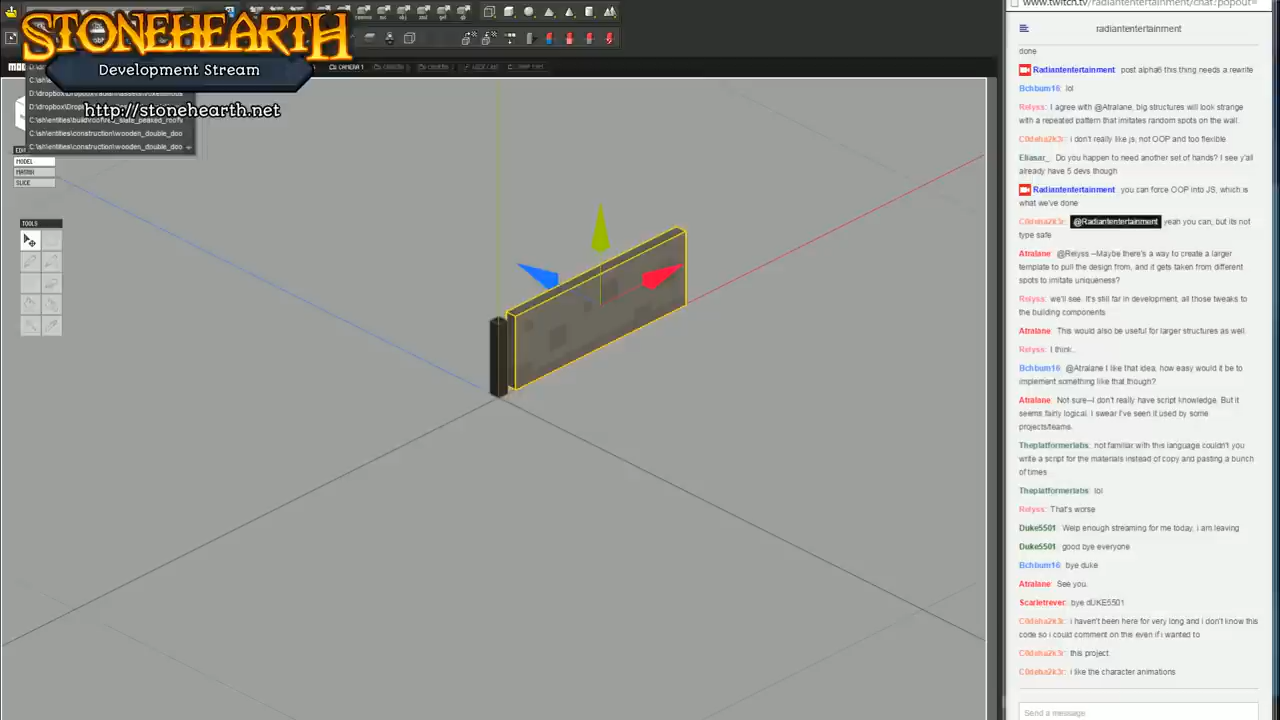 www.twitch.tv/radiantentertainment/chat?popout=
STONEHEARTH
Development Stream
http://stonehearth.net
C:\sh\entities\construction\wooden_double_doo
C:\sh\entities\construction\wooden_double_doo
MODEL
MATRIX
SLICE
TOOLS
CAMERA 1
radiantentertainment
done
Radiantentertainment: post alpha6 this thing needs a rewrite
Bchbum16: lol
Relyss: I agree with @Atralane, big structures will look strange
with a repeated pattern that imitates random spots on the wall.
C0deha2k3r: i don't really like js, not OOP and too flexible
Eliasar_: Do you happen to need another set of hands? I see y'all
already have 5 devs though
Radiantentertainment: you can force OOP into JS, which is
what we've done
C0deha2k3r: @Radiantentertainment yeah you can, but its not
type safe
Atralane: @Relyss --Maybe there's a way to create a larger
template to pull the design from, and it gets taken from different
spots to imitate uniqueness?
Relyss: we'll see. It's still far in development, all those tweaks to
the building components
Atralane: This would also be useful for larger structures as well.
Relyss: I think..
Bchbum16: @Atralane I like that idea, how easy would it be to
implement something like that though?
Atralane: Not sure--I don't really have script knowledge. But it
seems fairly logical. I swear I've seen it used by some
projects/teams.
Theplatformerlabs: not familiar with this language couldn't you
write a script for the materials instead of copy and pasting a bunch
of times
Theplatformerlabs: lol
Relyss: That's worse
Duke5501: Welp enough streaming for me today, i am leaving
Duke5501: good bye everyone
Bchbum16: bye duke
Atralane: See you.
Scarletrever: bye dUKE5501
C0deha2k3r: i haven't been here for very long and i don't know this
code so i could comment on this even if i wanted to
C0deha2k3r: this project
C0deha2k3r: i like the character animations
Send a message